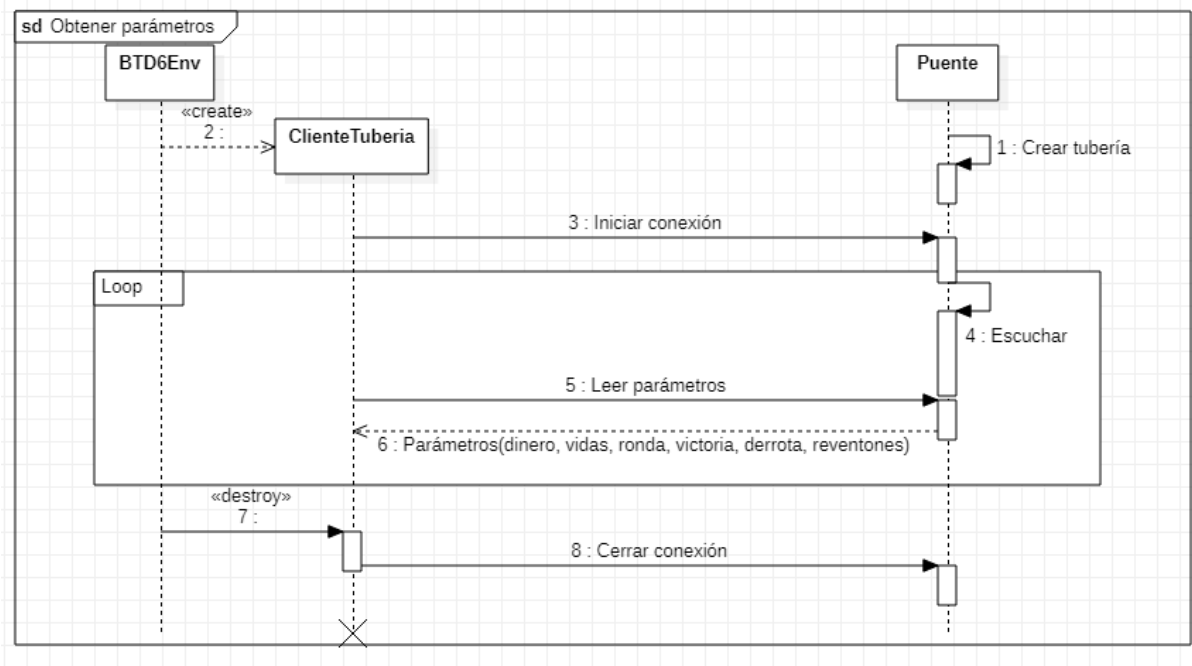 sd Obtener parámetros
BTD6Env
Puente
«create»
2 :
ClienteTuberia
1 : Crear tubería
3 : Iniciar conexión
Loop
4 : Escuchar
5 : Leer parámetros
6 : Parámetros(dinero, vidas, ronda, victoria, derrota, reventones)
«destroy»
7 :
8 : Cerrar conexión